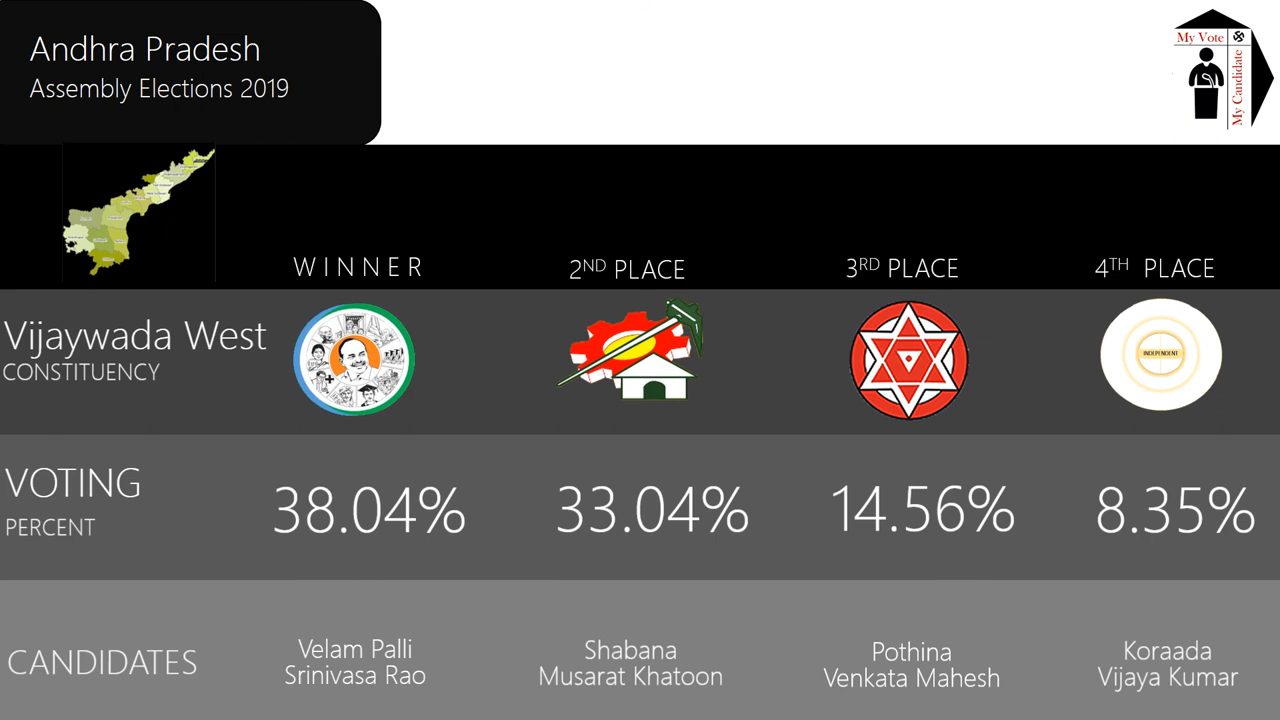 Andhra Pradesh
Assembly Elections 2019
My Vote
My Candidate
WINNER
2ND PLACE
3RD PLACE
4TH PLACE
Vijaywada West
CONSTITUENCY
INDEPENDENT
VOTING
PERCENT
38.04%
33.04%
14.56%
8.35%
CANDIDATES
Velam Palli
Srinivasa Rao
Shabana
Musarat Khatoon
Pothina
Venkata Mahesh
Koraada
Vijaya Kumar